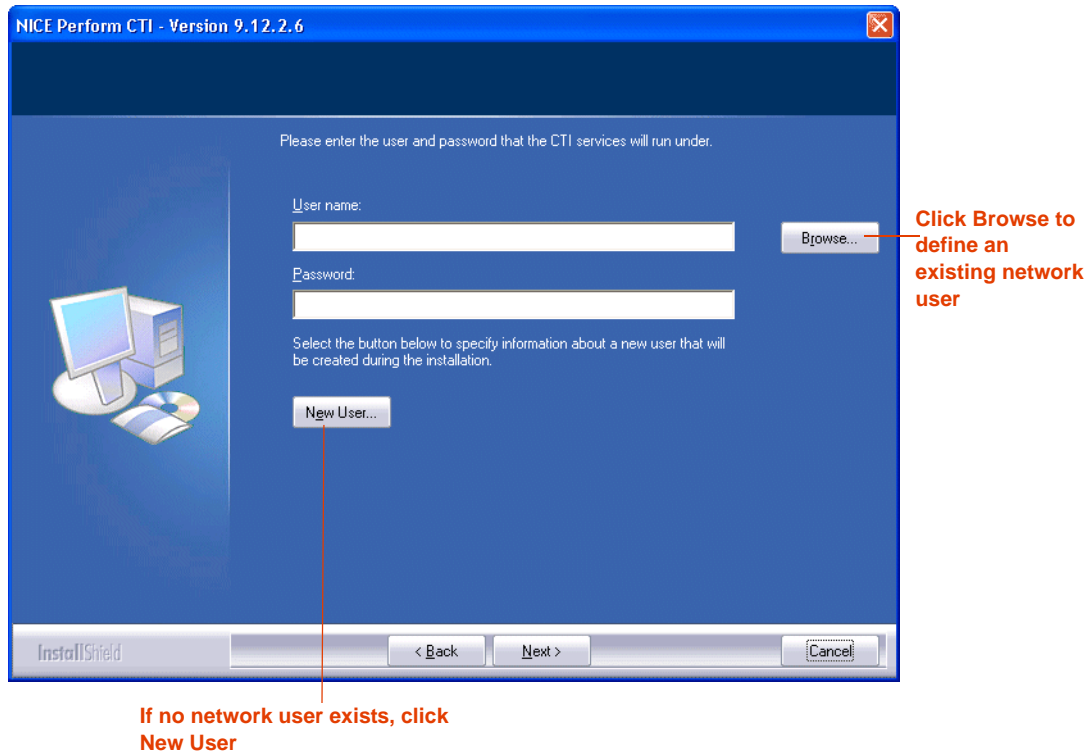 NICE Perform CTI - Version 9.12.2.6
Please enter the user and password that the CTI services will run under.
User name:
Browse...
Click Browse to
define an
existing network
user
Password:
Select the button below to specify information about a new user that will
be created during the installation.
New User...
InstallShield
< Back
Next >
Cancel
If no network user exists, click
New User